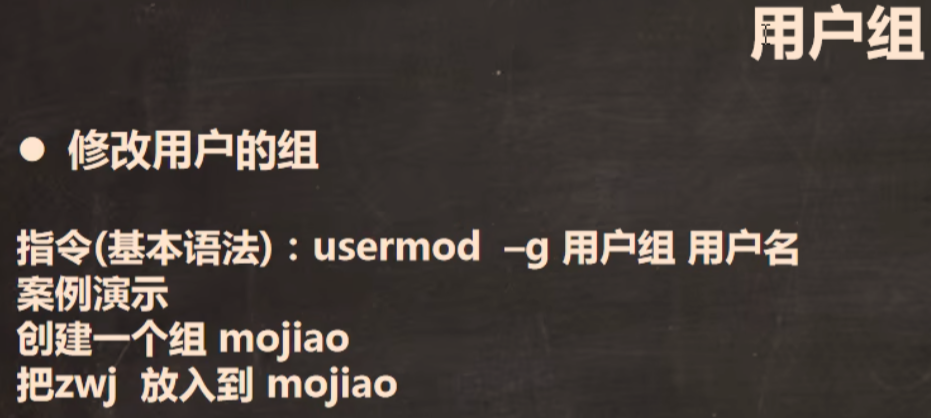 用户组
● 修改用户的组
指令(基本语法)：usermod –g 用户组 用户名
案例演示
创建一个组 mojiao
把zwj 放入到 mojiao